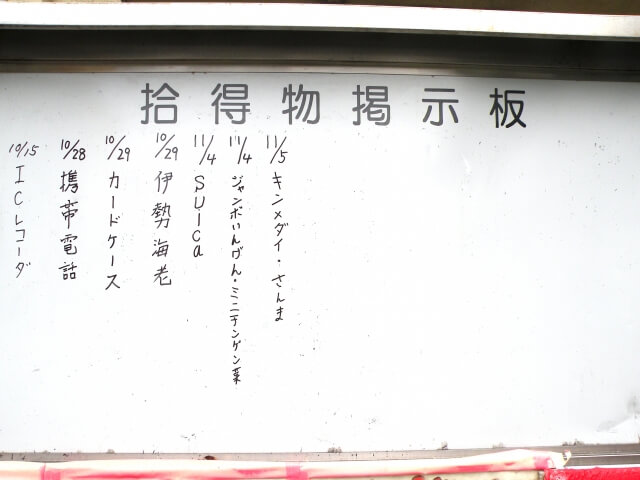 拾得物掲示板
10/15 ICレコーダ
10/28 携帯電話
10/29 カードケース
10/29 伊勢海老
11/4 SUICa
11/4 ジャンボいんげん・ミニチンゲン菜
11/5 キンメダイ・さんま